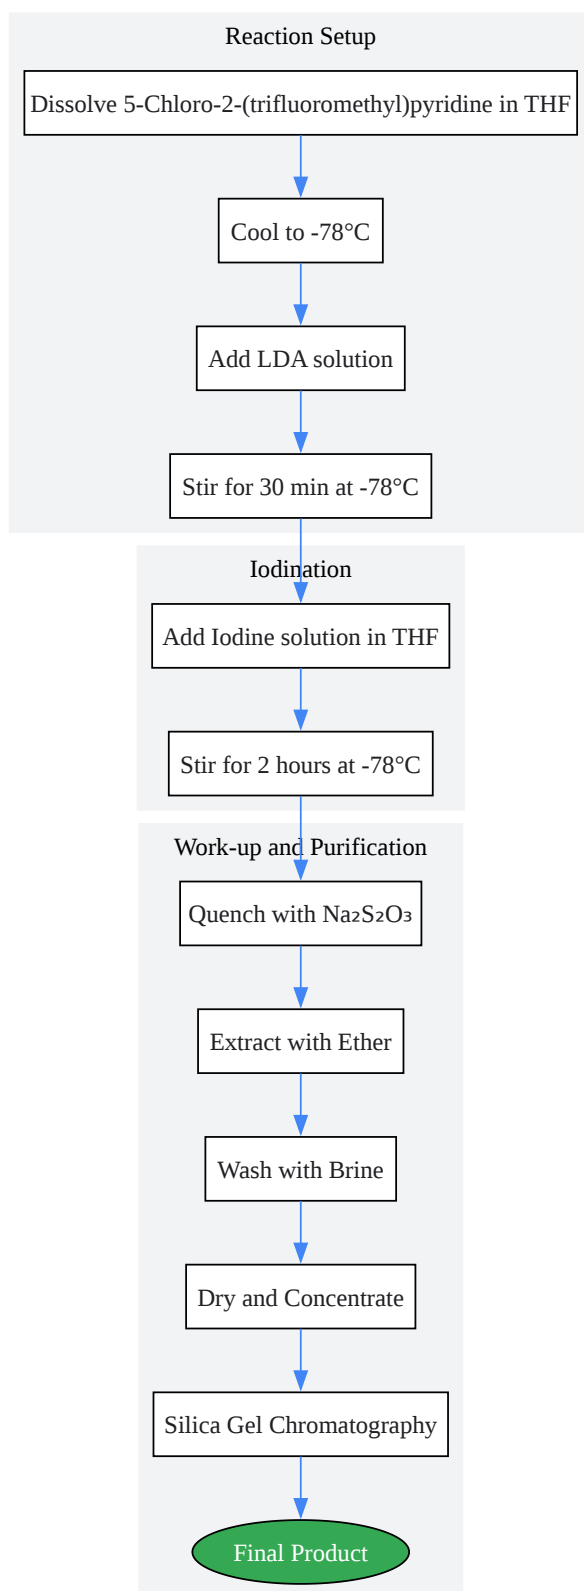 Reaction Setup
Dissolve 5-Chloro-2-(trifluoromethyl)pyridine in THF
Cool to -78°C
Add LDA solution
Stir for 30 min at -78°C
Iodination
Add Iodine solution in THF
Stir for 2 hours at -78°C
Work-up and Purification
Quench with Na₂S₂O₃
Extract with Ether
Wash with Brine
Dry and Concentrate
Silica Gel Chromatography
Final Product